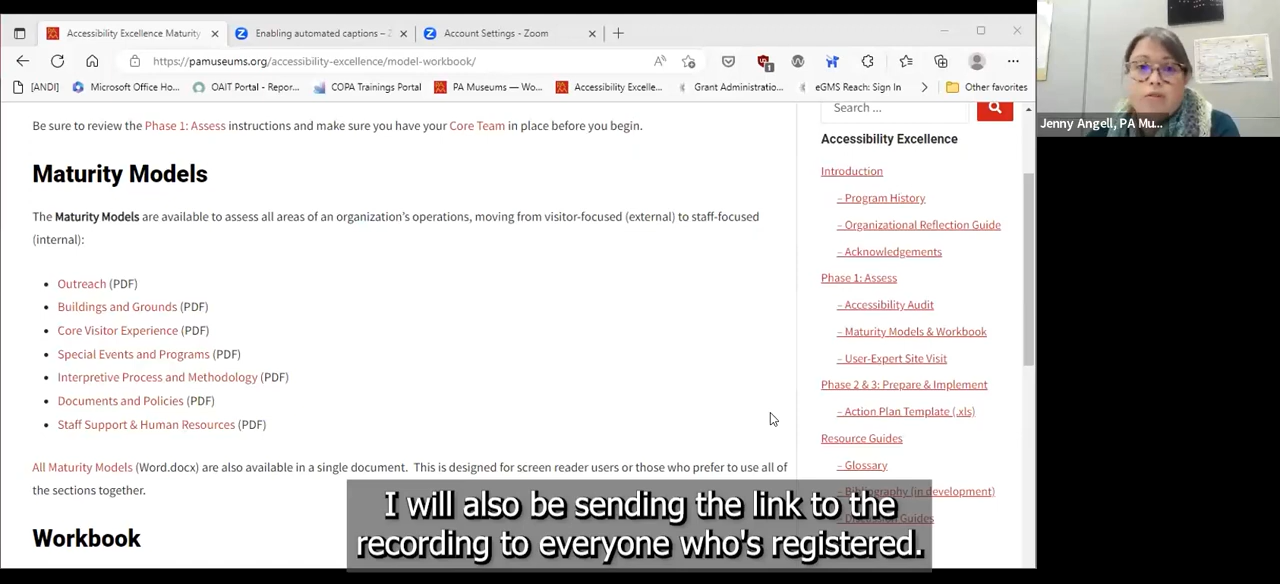 Accessibility Excellence Maturity
Enabling automated captions – Z
Account Settings - Zoom
https://pamuseums.org/accessibility-excellence/model-workbook/
[ANDI]
Microsoft Office Ho...
OAIT Portal - Repor...
COPA Trainings Portal
PA Museums — Wo...
Accessibility Excelle...
Grant Administratio...
eGMS Reach: Sign In
Other favorites
Jenny Angell, PA Mu...
Be sure to review the Phase 1: Assess instructions and make sure you have your Core Team in place before you begin.
Maturity Models
The Maturity Models are available to assess all areas of an organization's operations, moving from visitor-focused (external) to staff-focused
(internal):
Outreach (PDF)
Buildings and Grounds (PDF)
Core Visitor Experience (PDF)
Special Events and Programs (PDF)
Interpretive Process and Methodology (PDF)
Documents and Policies (PDF)
Staff Support & Human Resources (PDF)
All Maturity Models (Word.docx) are also available in a single document. This is designed for screen reader users or those who prefer to use all of
the sections together.
Workbook
Search ...
Accessibility Excellence
Introduction
– Program History
– Organizational Reflection Guide
– Acknowledgements
Phase 1: Assess
– Accessibility Audit
– Maturity Models & Workbook
– User-Expert Site Visit
Phase 2 & 3: Prepare & Implement
– Action Plan Template (.xls)
Resource Guides
– Glossary
– Bibliography (in development)
– Discussion Guides
I will also be sending the link to the
recording to everyone who's registered.